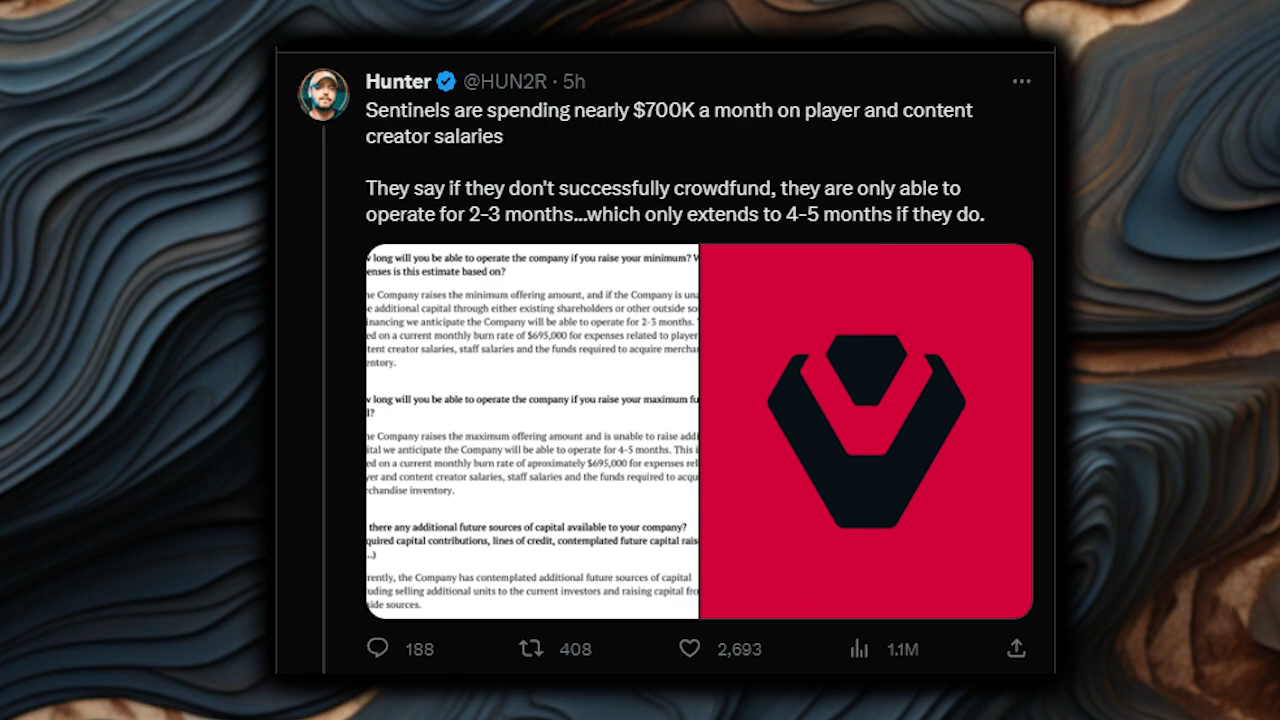 Hunter @HUN2R · 5h
Sentinels are spending nearly $700K a month on player and content
creator salaries
They say if they don't successfully crowdfund, they are only able to
operate for 2-3 months...which only extends to 4-5 months if they do.
long will you be able to operate the company if you raise your minimum?
enses is this estimate based on?
he Company raises the minimum offering amount, and if the Company is una
e additional capital through either existing shareholders or other outside so
inancing we anticipate the Company will be able to operate for 2-3 months.
ed on a current monthly burn rate of $695,000 for expenses related to player
tent creator salaries, staff salaries and the funds required to acquire mercha
entory.
long will you be able to operate the company if you raise your maximum fu
l?
he Company raises the maximum offering amount and is unable to raise addi
ital we anticipate the Company will be able to operate for 4-5 months. This i
ed on a current monthly burn rate of aproximately $695,000 for expenses rel
yer and content creator salaries, staff salaries and the funds required to acqu
rchandise inventory.
there any additional future sources of capital available to your company?
quired capital contributions, lines of credit, contemplated future capital rais
..)
rently, the Company has contemplated additional future sources of capital
uding selling additional units to the current investors and raising capital fro
side sources.
188 408 2,693 1.1M